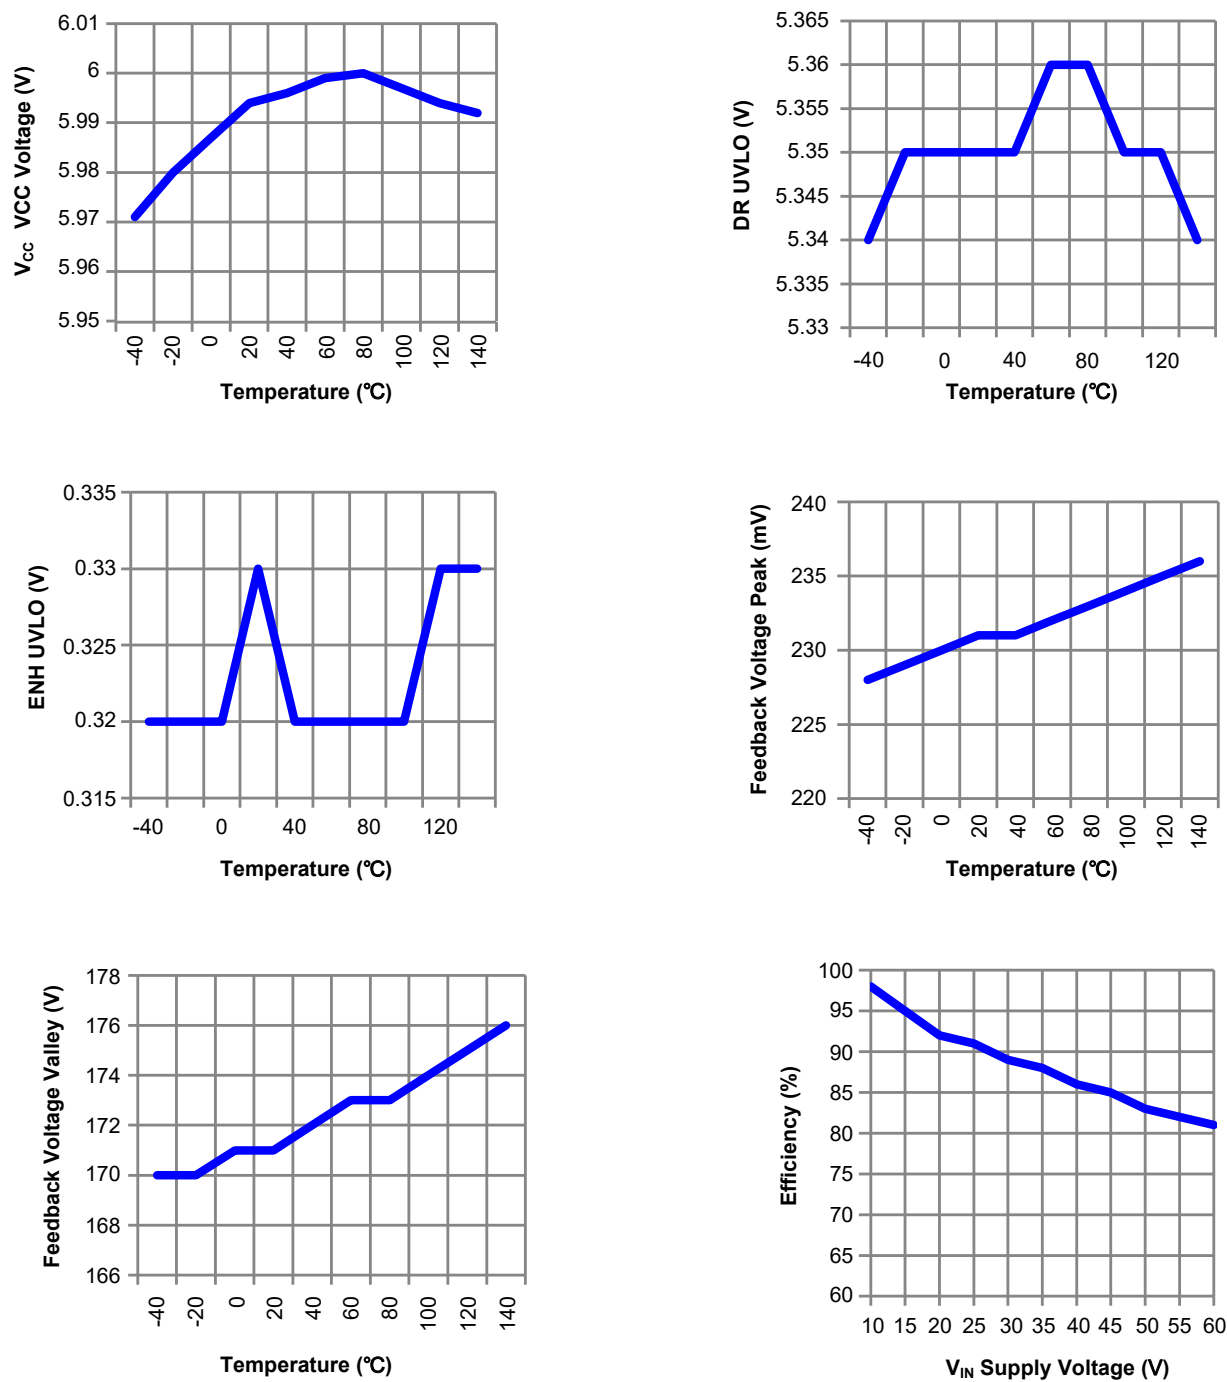 6.01
6
5.99
5.98
5.97
5.96
5.95
V_CC VCC Voltage (V)
-40 -20 0 20 40 60 80 100 120 140
Temperature (℃)
5.365
5.36
5.355
5.35
5.345
5.34
5.335
5.33
DR UVLO (V)
-40 0 40 80 120
Temperature (℃)
0.335
0.33
0.325
0.32
0.315
ENH UVLO (V)
-40 0 40 80 120
Temperature (℃)
240
235
230
225
220
Feedback Voltage Peak (mV)
-40 -20 0 20 40 60 80 100 120 140
Temperature (℃)
178
176
174
172
170
168
166
Feedback Voltage Valley (V)
-40 -20 0 20 40 60 80 100 120 140
Temperature (℃)
100
95
90
85
80
75
70
65
60
Efficiency (%)
10 15 20 25 30 35 40 45 50 55 60
V_IN Supply Voltage (V)